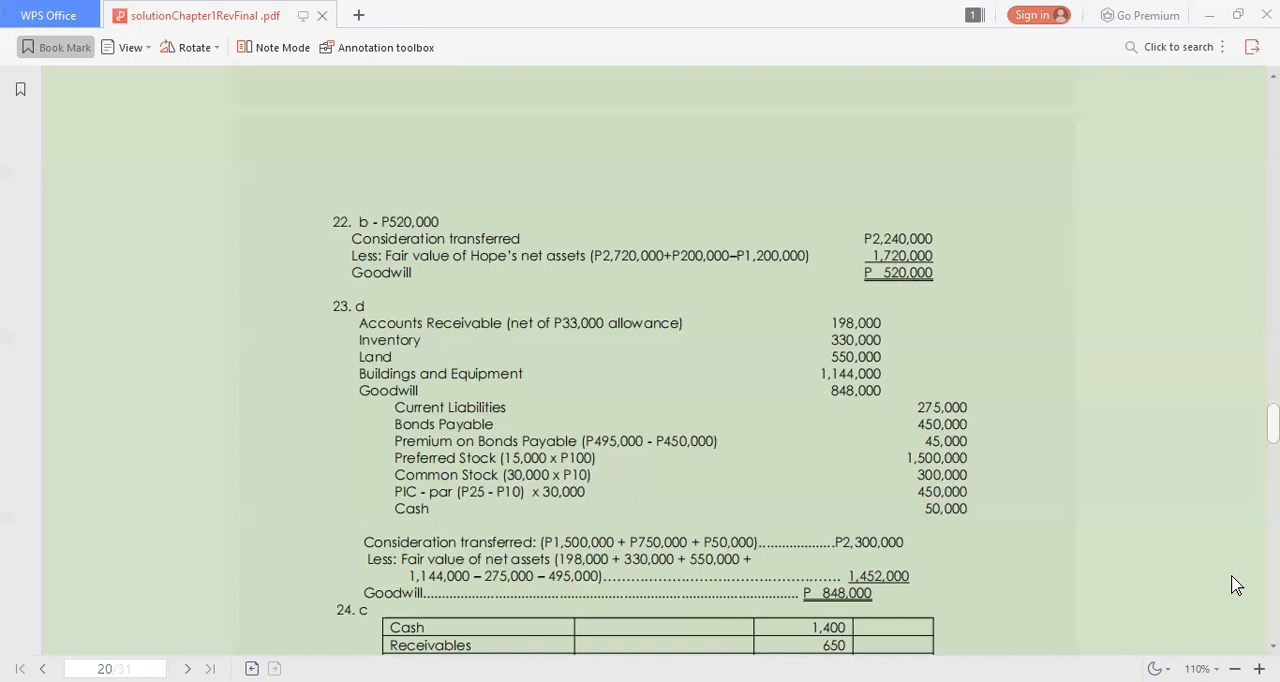 WPS Office
solutionChapter1RevFinal .pdf
1
Sign in
Go Premium
Book Mark
View
Rotate
Note Mode
Annotation toolbox
Click to search
22. b - P520,000
Consideration transferred P2,240,000
Less: Fair value of Hope's net assets (P2,720,000+P200,000–P1,200,000) 1,720,000
Goodwill P 520,000
23. d
Accounts Receivable (net of P33,000 allowance) 198,000
Inventory 330,000
Land 550,000
Buildings and Equipment 1,144,000
Goodwill 848,000
Current Liabilities 275,000
Bonds Payable 450,000
Premium on Bonds Payable (P495,000 - P450,000) 45,000
Preferred Stock (15,000 x P100) 1,500,000
Common Stock (30,000 x P10) 300,000
PIC - par (P25 - P10) x 30,000 450,000
Cash 50,000
Consideration transferred: (P1,500,000 + P750,000 + P50,000)...................P2,300,000
Less: Fair value of net assets (198,000 + 330,000 + 550,000 +
1,144,000 – 275,000 – 495,000)................................................... 1,452,000
Goodwill.................................................................................................. P 848,000
24. c
Cash 1,400
Receivables 650
20/31
110%